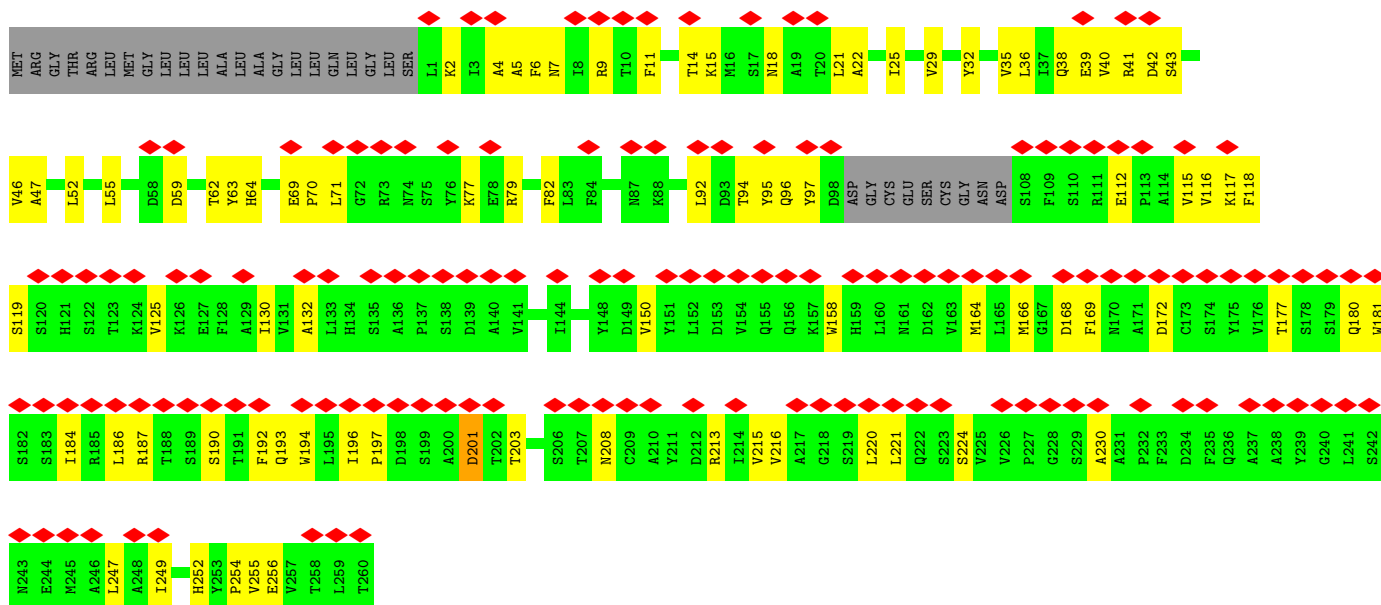 MET ARG GLY THR ARG LEU MET GLY LEU LEU LEU ALA LEU ALA GLY LEU LEU GLN LEU GLY LEU SER L1 K2 I3 A4 A5 F6 N7 I8 R9 T10 F11 T14 K15 M16 S17 N18 A19 T20 L21 A22 I25 V29 Y32 V35 L36 I37 Q38 E39 V40 R41 D42 S43
V46 A47 L52 L55 D58 D59 T62 Y63 H64 E69 P70 L71 G72 R73 N74 S75 Y76 K77 E78 R79 F82 L83 F84 N87 K88 L92 D93 T94 Y95 Q96 Y97 D98 ASP GLY CYS GLU SER CYS GLY ASN ASP S108 F109 S110 R111 E112 P113 A114 V115 V116 K117 F118
S119 S120 H121 S122 T123 K124 V125 K126 E127 F128 A129 I130 V131 A132 L133 H134 S135 A136 P137 S138 D139 A140 V141 I144 Y148 D149 V150 Y151 L152 D153 V154 Q155 Q156 K157 W158 H159 L160 N161 D162 V163 M164 L165 M166 G167 D168 F169 N170 A171 D172 C173 S174 Y175 V176 T177 S178 S179 Q180 W181
S182 S183 I184 R185 L186 R187 T188 S189 S190 T191 F192 Q193 W194 L195 I196 P197 D198 S199 A200 D201 T202 T203 S206 T207 N208 C209 A210 Y211 D212 R213 I214 V215 V216 A217 G218 S219 L220 L221 Q222 S223 S224 V225 V226 P227 G228 S229 A230 A231 P232 F233 D234 F235 Q236 A237 A238 Y239 G240 L241 S242
N243 E244 M245 A246 L247 A248 I249 H252 Y253 P254 V255 E256 V257 T258 L259 T260